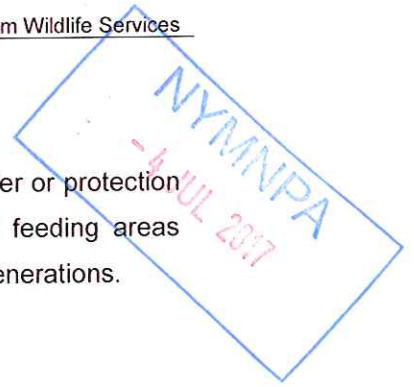 m Wildlife Services
NYMNPA
- 4 JUL 2017
er or protection
feeding areas
enerations.